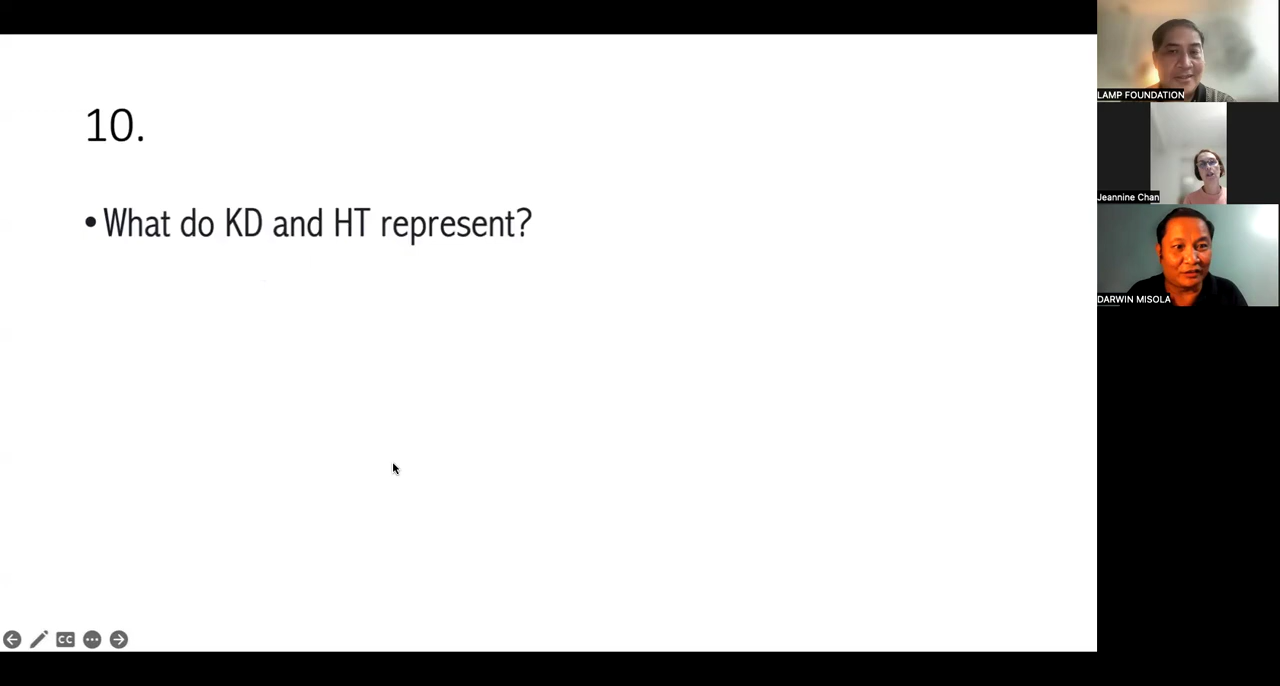 10.
• What do KD and HT represent?
LAMP FOUNDATION
Jeannine Chan
DARWIN MISOLA
CC